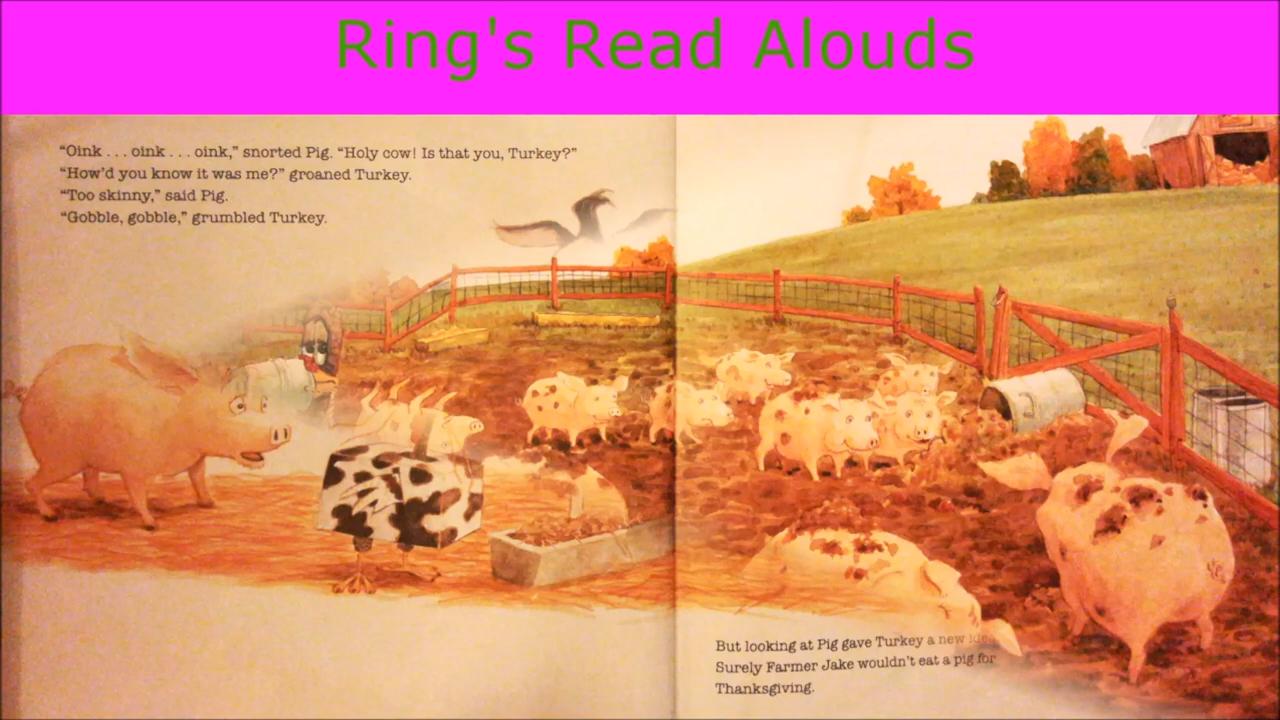 Ring's Read Alouds
“Oink . . . oink . . . oink,” snorted Pig. “Holy cow! Is that you, Turkey?”
“How’d you know it was me?” groaned Turkey.
“Too skinny,” said Pig.
“Gobble, gobble,” grumbled Turkey.
But looking at Pig gave Turkey a new idea.
Surely Farmer Jake wouldn’t eat a pig for
Thanksgiving.